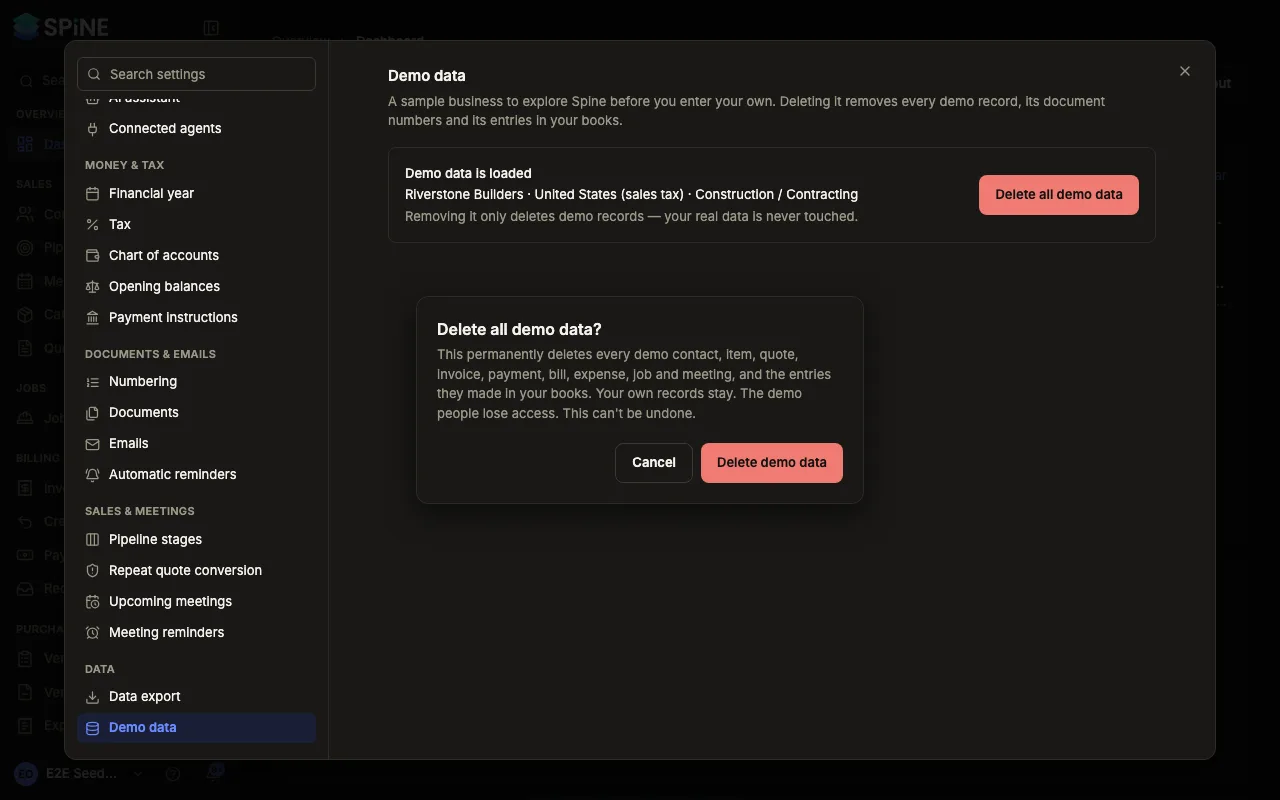 SPiNE
Search settings
AI assistant
Connected agents
MONEY & TAX
Financial year
Tax
Chart of accounts
Opening balances
Payment instructions
DOCUMENTS & EMAILS
Numbering
Documents
Emails
Automatic reminders
SALES & MEETINGS
Pipeline stages
Repeat quote conversion
Upcoming meetings
Meeting reminders
DATA
Data export
Demo data
E2E Seed...
Demo data
A sample business to explore Spine before you enter your own. Deleting it removes every demo record, its document
numbers and its entries in your books.
Demo data is loaded
Riverstone Builders · United States (sales tax) · Construction / Contracting
Removing it only deletes demo records — your real data is never touched.
Delete all demo data
Delete all demo data?
This permanently deletes every demo contact, item, quote,
invoice, payment, bill, expense, job and meeting, and the entries
they made in your books. Your own records stay. The demo
people lose access. This can't be undone.
Cancel
Delete demo data